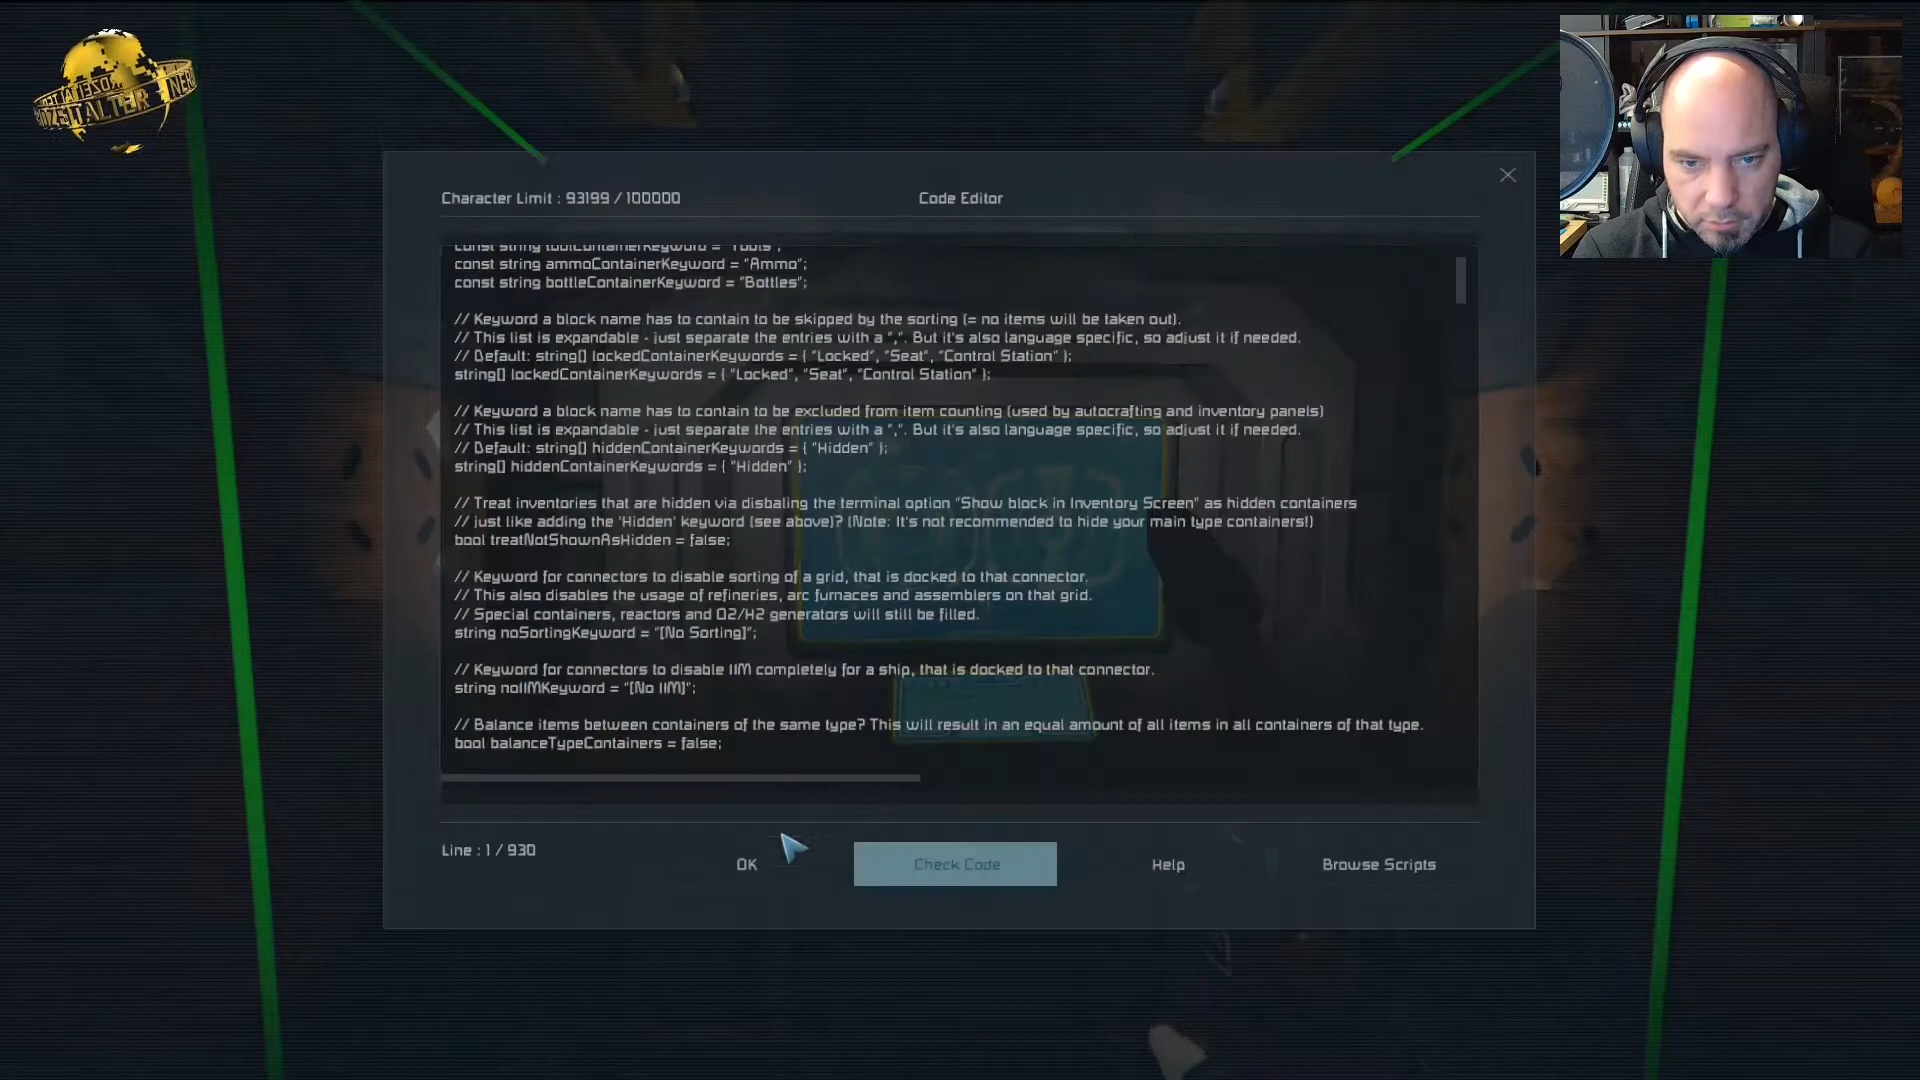 Character Limit : 93199 / 100000
Code Editor
const string toolContainerKeyword = "Tools";
const string ammoContainerKeyword = "Ammo";
const string bottleContainerKeyword = "Bottles";
// Keyword a block name has to contain to be skipped by the sorting (= no items will be taken out).
// This list is expandable - just separate the entries with a ",". But it's also language specific, so adjust it if needed.
// Default: string[] lockedContainerKeywords = { "Locked", "Seat", "Control Station" };
string[] lockedContainerKeywords = { "Locked", "Seat", "Control Station" };
// Keyword a block name has to contain to be excluded from item counting (used by autocrafting and inventory panels)
// This list is expandable - just separate the entries with a ",". But it's also language specific, so adjust it if needed.
// Default: string[] hiddenContainerKeywords = { "Hidden" };
string[] hiddenContainerKeywords = { "Hidden" };
// Treat inventories that are hidden via disbaling the terminal option "Show block in Inventory Screen" as hidden containers
// just like adding the 'Hidden' keyword (see above)? (Note: It's not recommended to hide your main type containers!)
bool treatNotShownAsHidden = false;
// Keyword for connectors to disable sorting of a grid, that is docked to that connector.
// This also disables the usage of refineries, arc furnaces and assemblers on that grid.
// Special containers, reactors and O2/H2 generators will still be filled.
string noSortingKeyword = "[No Sorting]";
// Keyword for connectors to disable IIM completely for a ship, that is docked to that connector.
string noIIMKeyword = "[No IIM]";
// Balance items between containers of the same type? This will result in an equal amount of all items in all containers of that type.
bool balanceTypeContainers = false;
Line : 1 / 930
OK
Check Code
Help
Browse Scripts